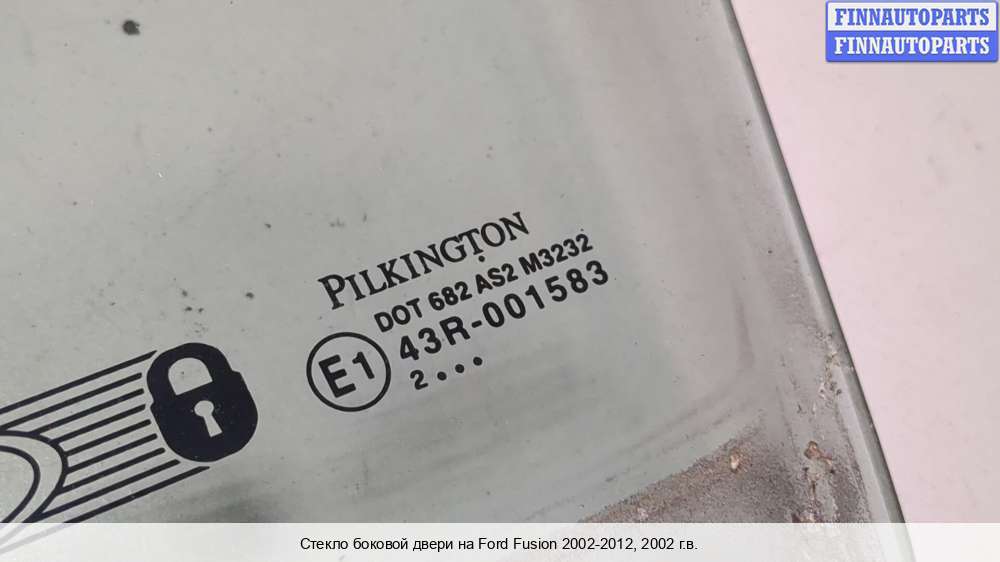 FINNAUTOPARTS
FINNAUTOPARTS
PILKINGTON
DOT 682 AS2 M3232
E1
43R-001583
2•••
Стекло боковой двери на Ford Fusion 2002-2012, 2002 г.в.